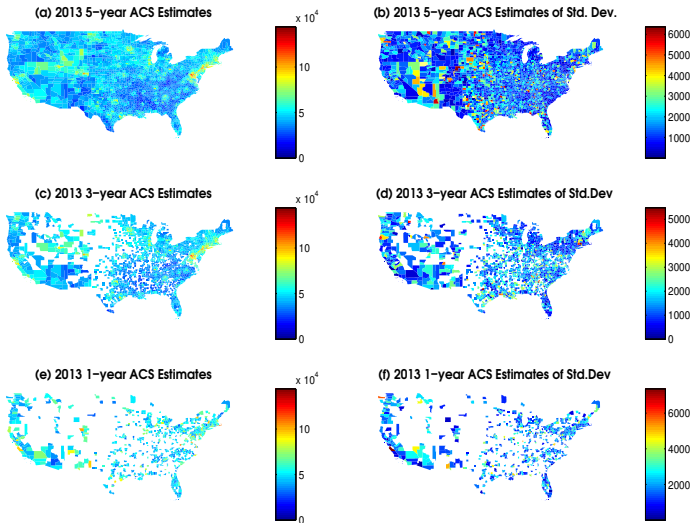 (a) 2013 5-year ACS Estimates
x 10^4
10
5
0
(b) 2013 5-year ACS Estimates of Std. Dev.
6000
5000
4000
3000
2000
1000
(c) 2013 3-year ACS Estimates
x 10^4
10
5
0
(d) 2013 3-year ACS Estimates of Std.Dev
5000
4000
3000
2000
1000
0
(e) 2013 1-year ACS Estimates
x 10^4
10
5
0
(f) 2013 1-year ACS Estimates of Std.Dev
6000
4000
2000